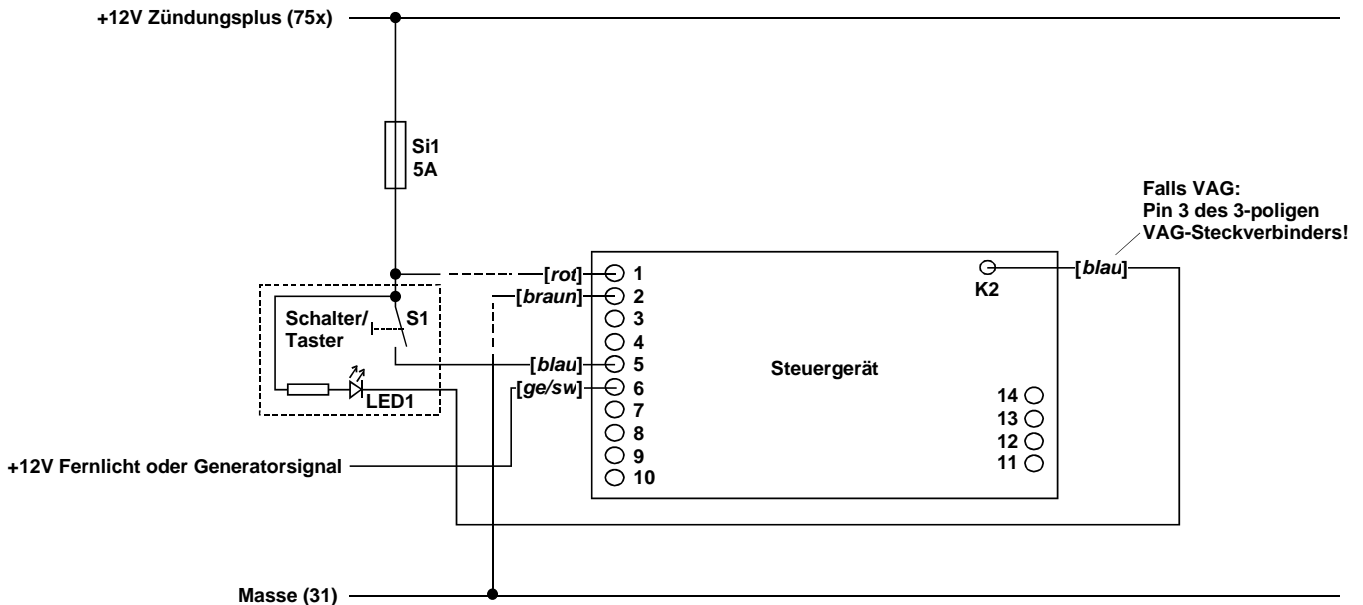 +12V Zündungsplus (75x)
Si1
5A
Falls VAG:
Pin 3 des 3-poligen
VAG-Steckverbinders!
[rot]
1
[blau]
K2
[braun]
2
Schalter/
Taster
S1
3
4
[blau]
5
Steuergerät
[ge/sw]
6
LED1
7
14
8
13
9
12
10
11
+12V Fernlicht oder Generatorsignal
Masse (31)